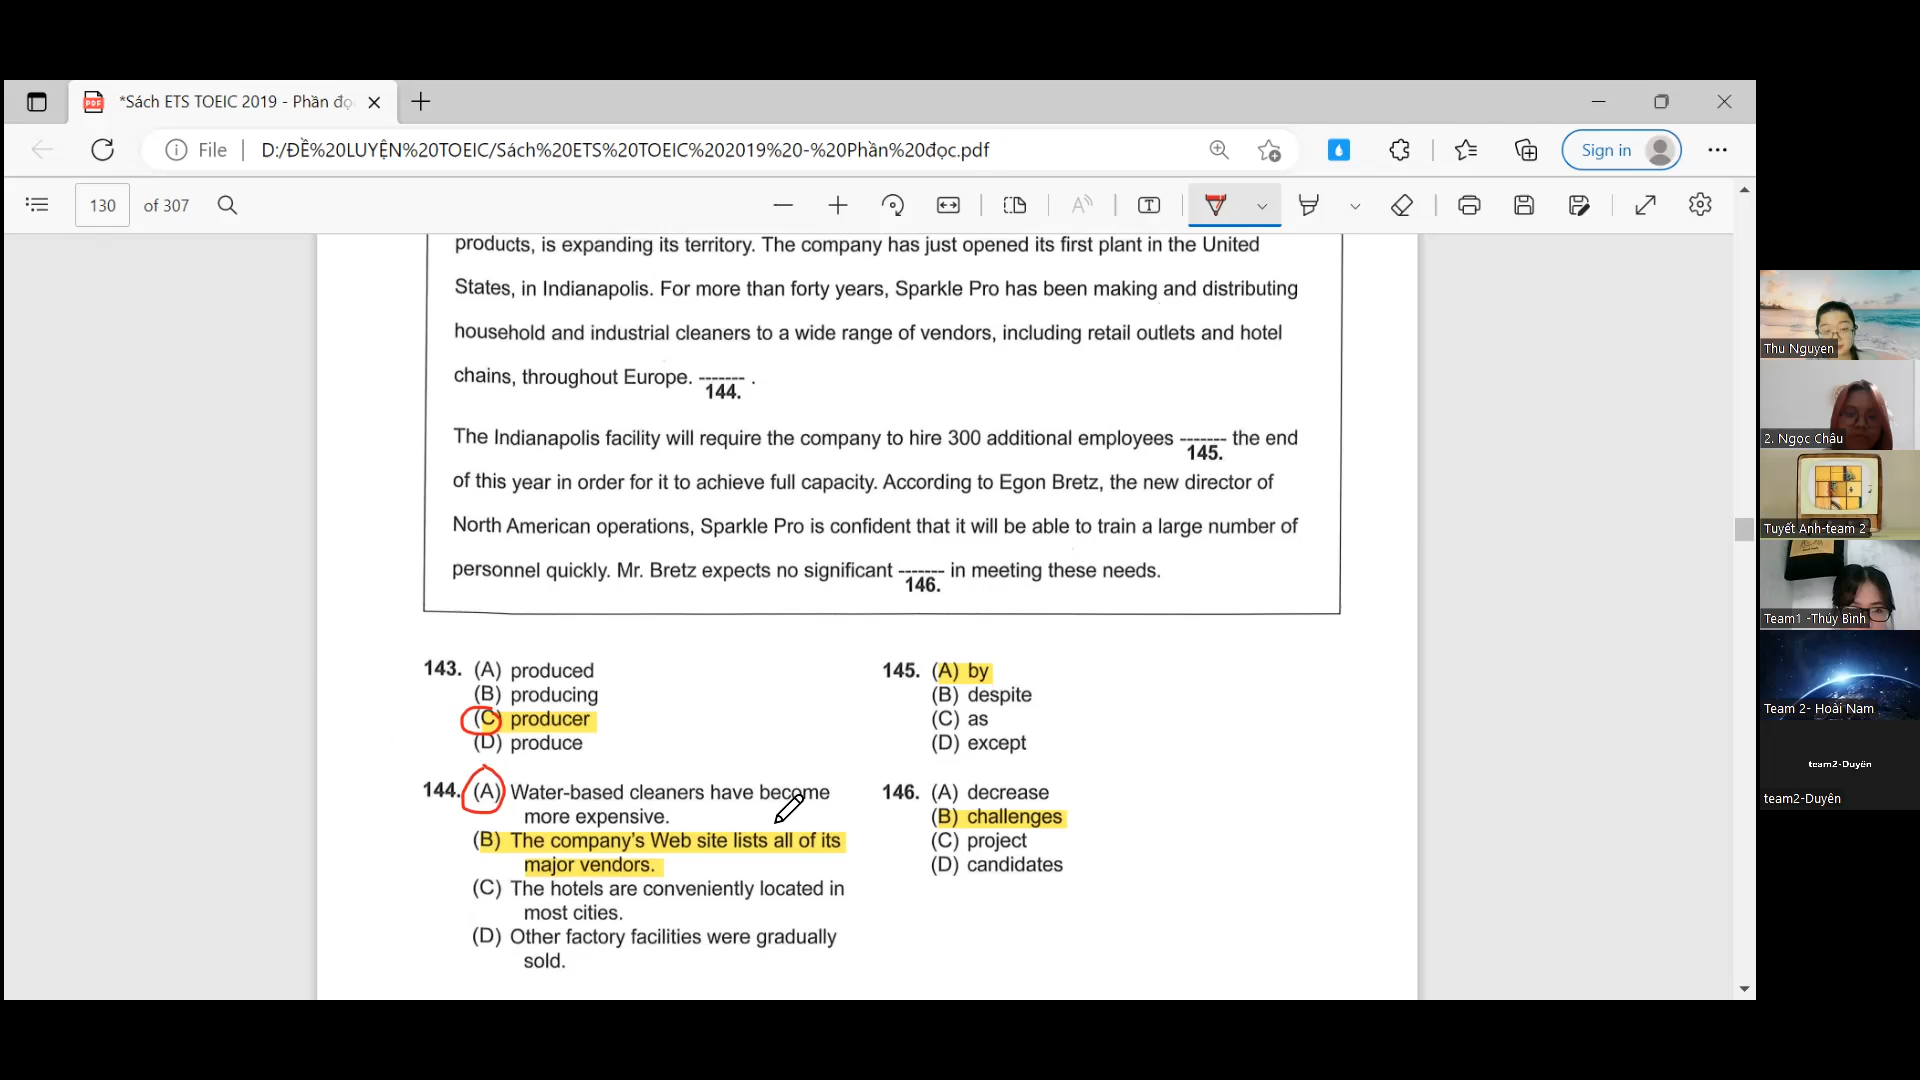 *Sách ETS TOEIC 2019 - Phần đọ
File
D:/ĐỀ%20LUYỆN%20TOEIC/Sách%20ETS%20TOEIC%202019%20-%20Phần%20đọc.pdf
Sign in
130 of 307
products, is expanding its territory. The company has just opened its first plant in the United
States, in Indianapolis. For more than forty years, Sparkle Pro has been making and distributing
household and industrial cleaners to a wide range of vendors, including retail outlets and hotel
chains, throughout Europe. ------- .
144.
The Indianapolis facility will require the company to hire 300 additional employees ------- the end
145.
of this year in order for it to achieve full capacity. According to Egon Bretz, the new director of
North American operations, Sparkle Pro is confident that it will be able to train a large number of
personnel quickly. Mr. Bretz expects no significant ------- in meeting these needs.
146.
143. (A) produced
(B) producing
(C) producer
(D) produce
144. (A) Water-based cleaners have become
more expensive.
(B) The company's Web site lists all of its
major vendors.
(C) The hotels are conveniently located in
most cities.
(D) Other factory facilities were gradually
sold.
145. (A) by
(B) despite
(C) as
(D) except
146. (A) decrease
(B) challenges
(C) project
(D) candidates
Thu Nguyen
2. Ngọc Châu
Tuyết Anh-team 2
Team1 -Thúy Bình
Team 2- Hoài Nam
team2-Duyên
team2-Duyên